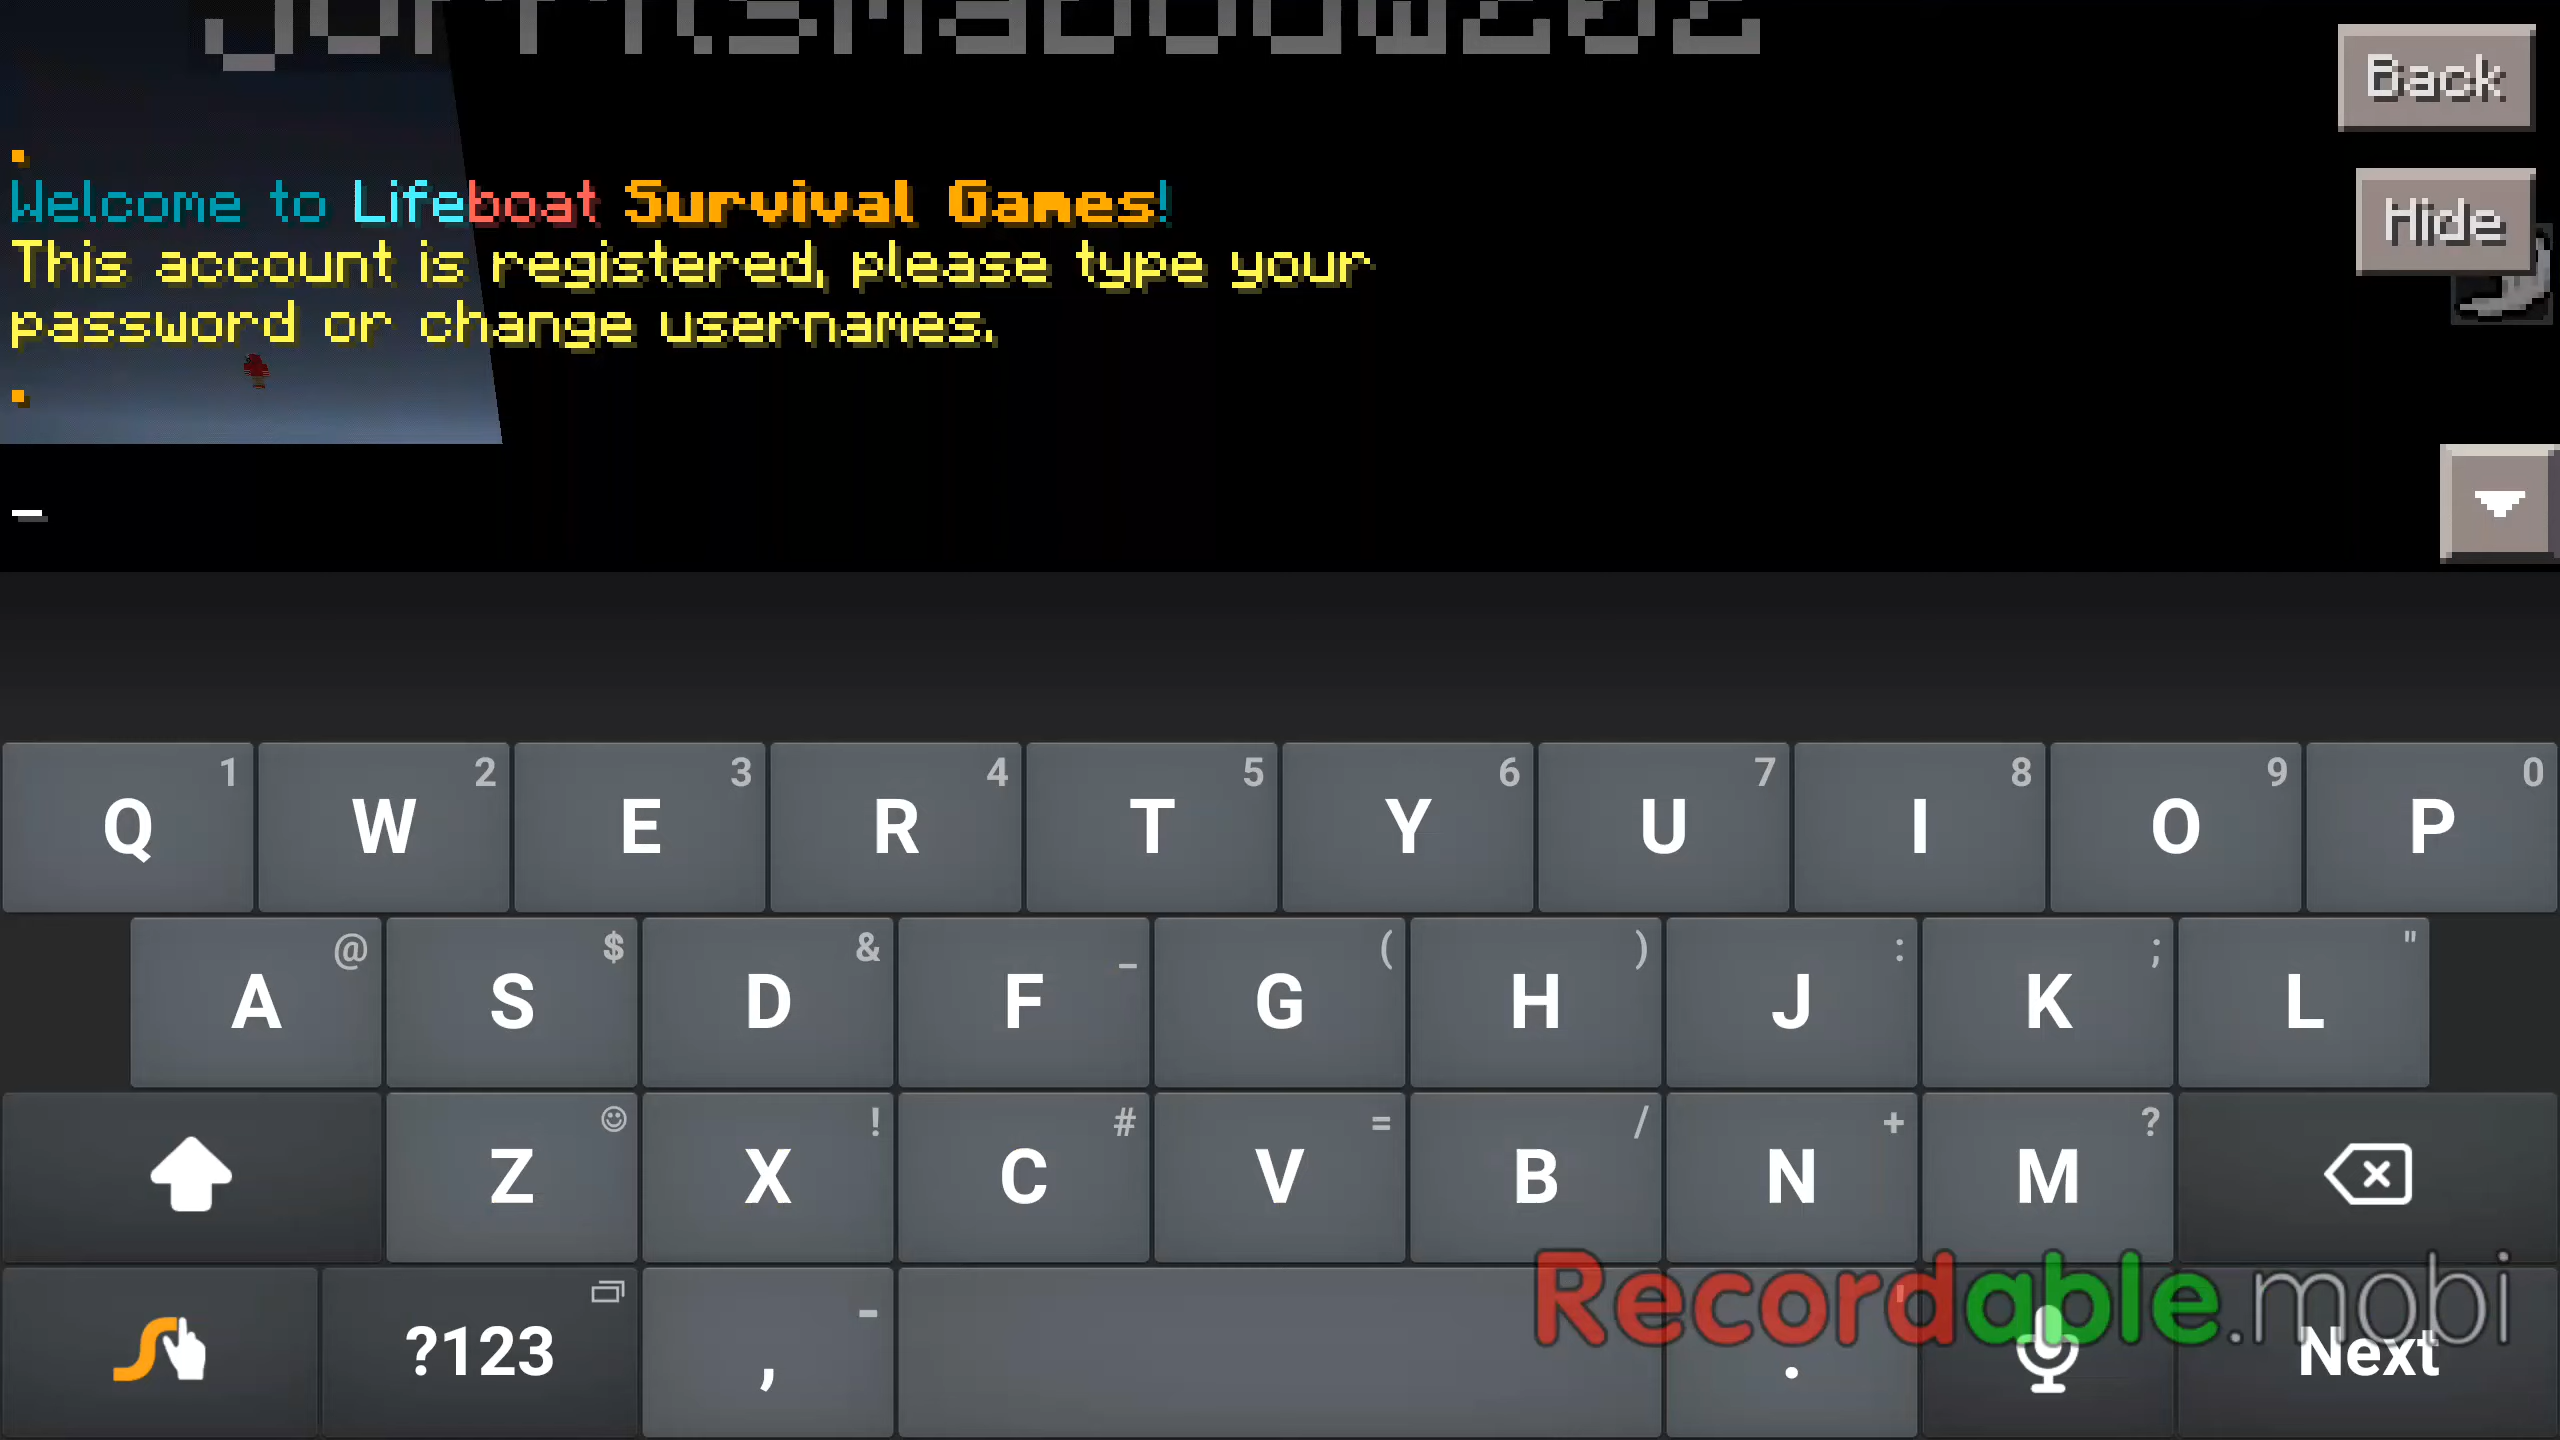 Back
Welcome to Lifeboat Survival Games!
Hide
This account is registered, please type your
password or change usernames.
_
1 2 3 4 5 6 7 8 9 0
Q W E R T Y U I O P
@ $ & _ ( ) : ; "
A S D F G H J K L
! # = / + ?
Z X C V B N M
Recordable.mobi
?123 , - . ' Next